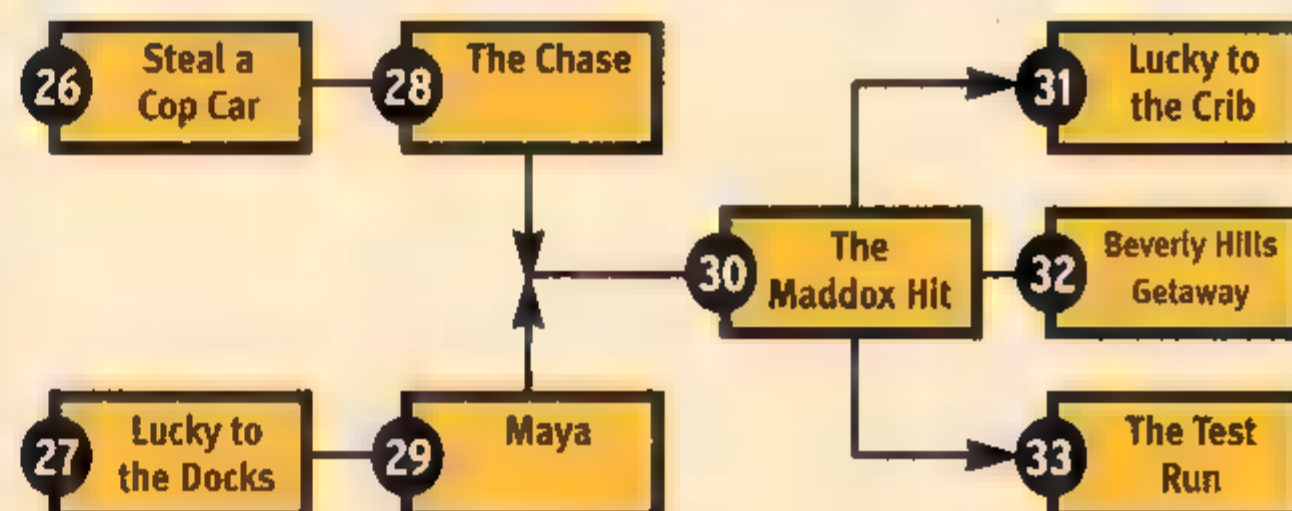 26
Steal a
Cop Car
28
The Chase
31
Lucky to
the Crib
30
The
Maddox Hit
32
Beverly Hills
Getaway
27
Lucky to
the Docks
29
Maya
33
The Test
Run